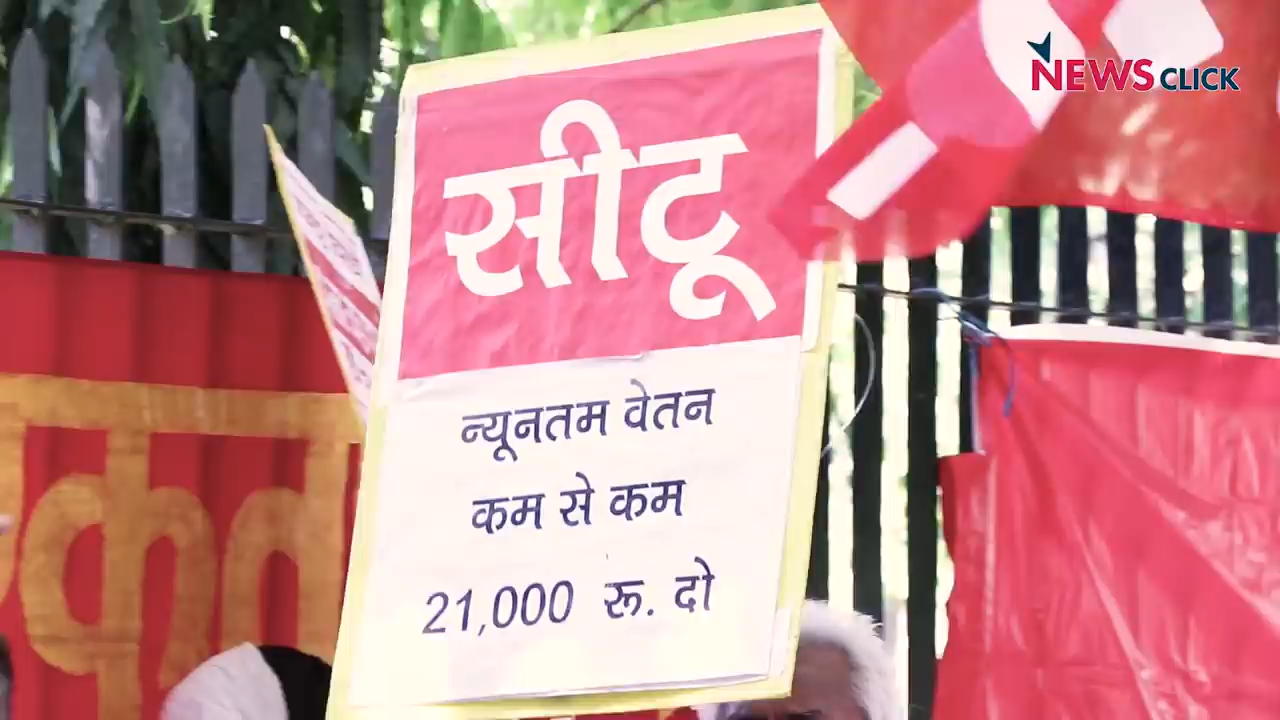 NEWSCLICK
सीटू
न्यूनतम वेतन
कम से कम
21,000 रू. दो